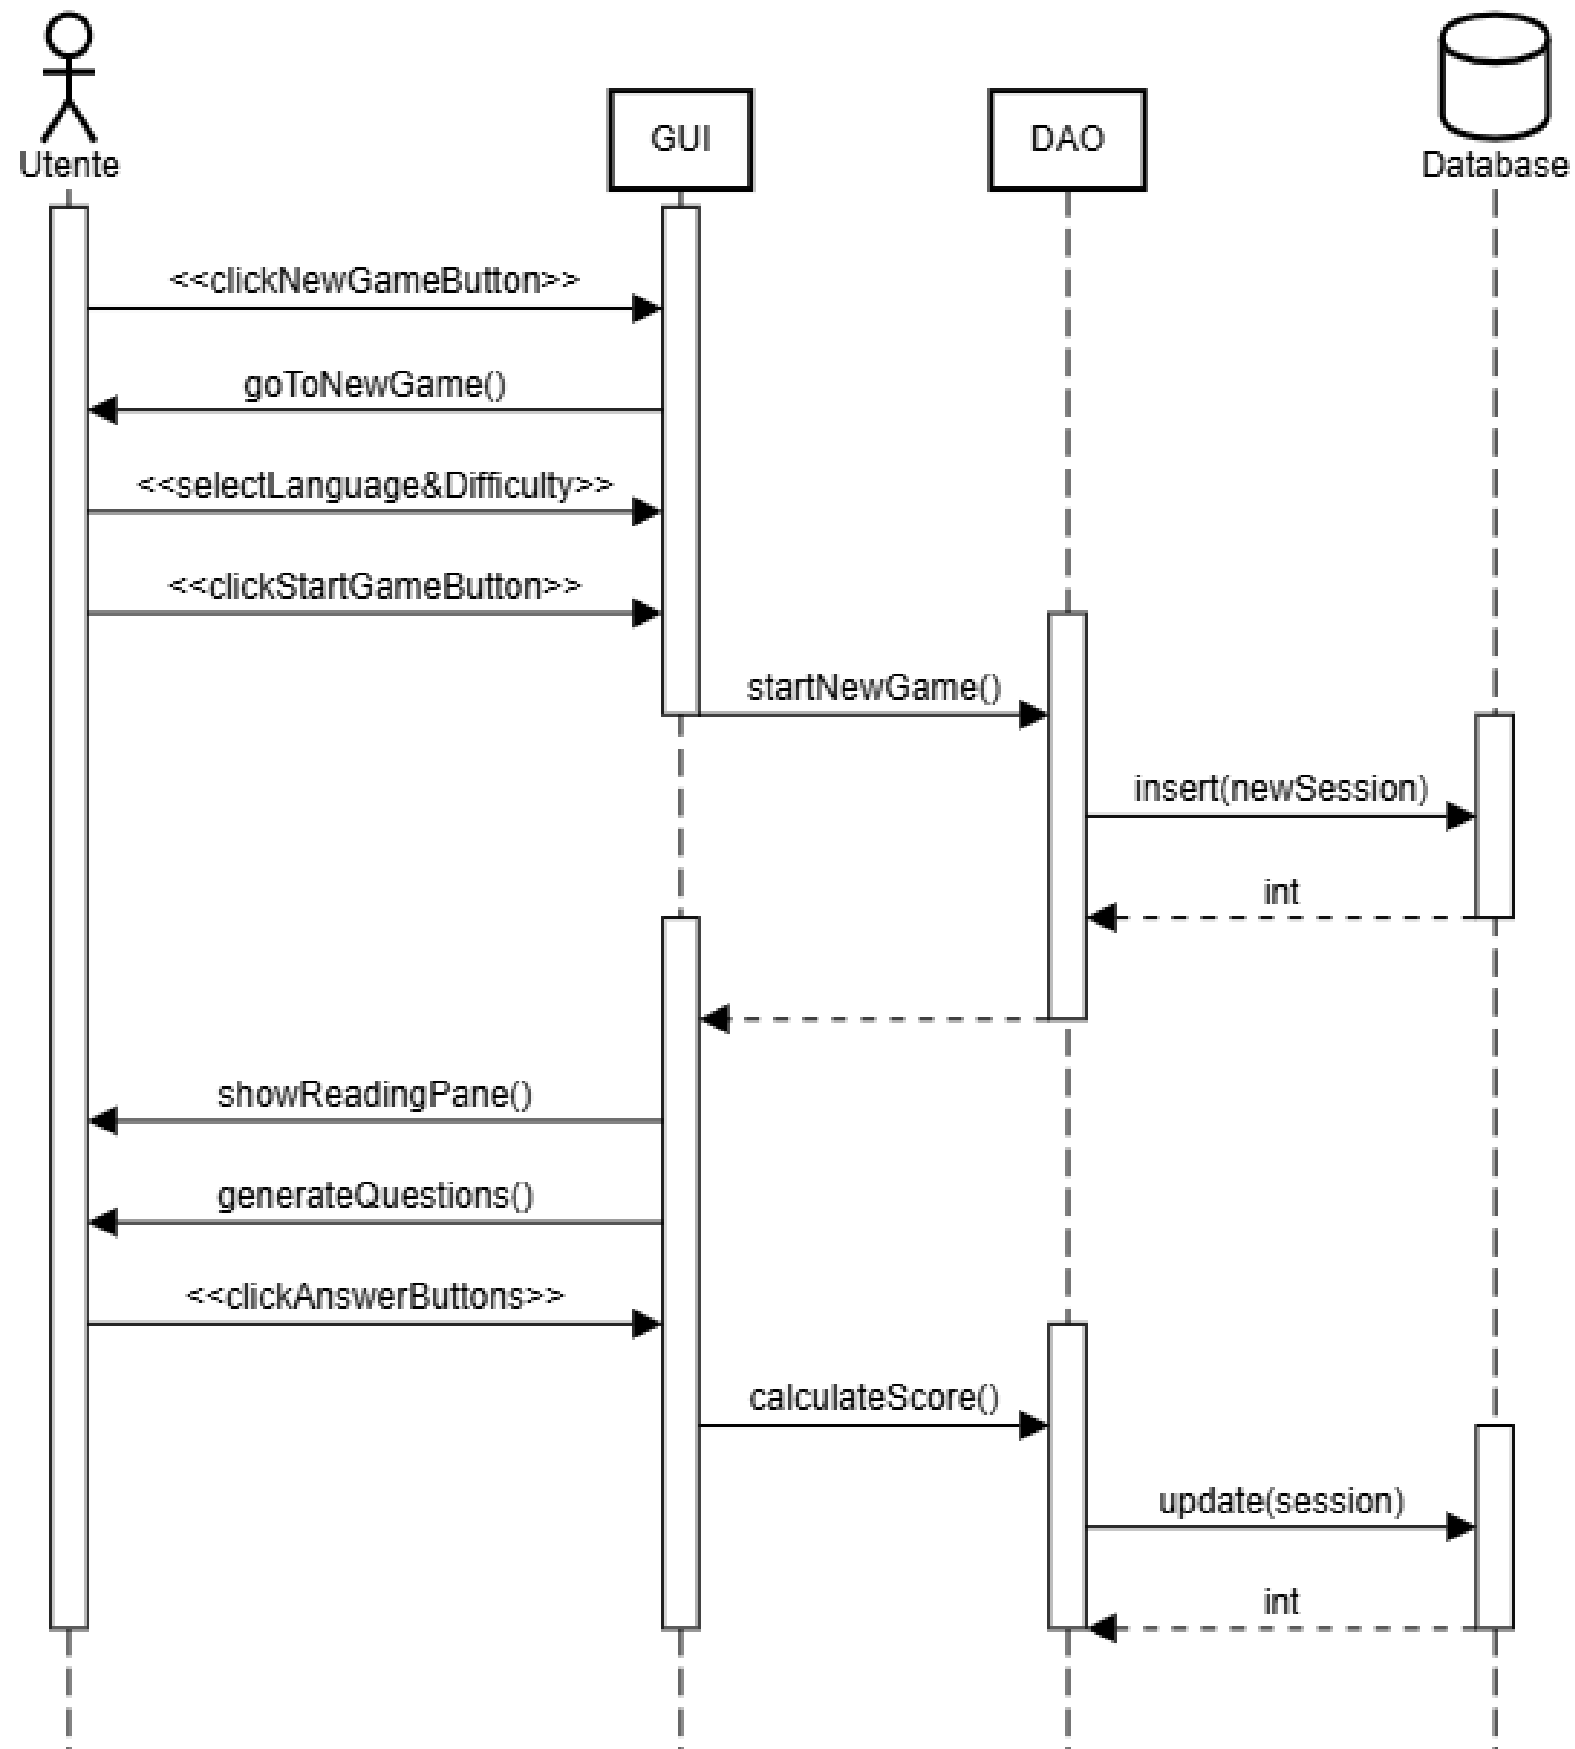 Utente
GUI
DAO
Database
<<clickNewGameButton>>
goToNewGame()
<<selectLanguage&Difficulty>>
<<clickStartGameButton>>
startNewGame()
insert(newSession)
int
showReadingPane()
generateQuestions()
<<clickAnswerButtons>>
calculateScore()
update(session)
int